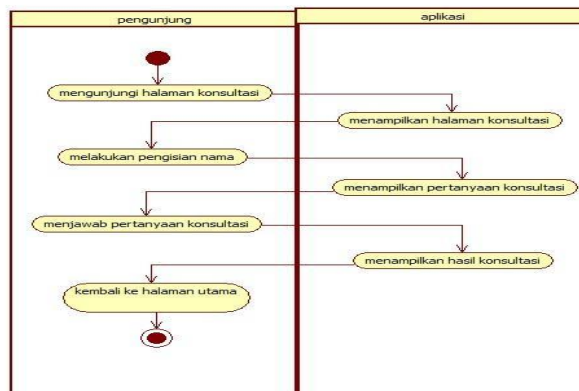 pengunjung
aplikasi
mengunjungi halaman konsultasi
menampilkan halaman konsultasi
melakukan pengisian nama
menampilkan pertanyaan konsultasi
menjawab pertanyaan konsultasi
menampilkan hasil konsultasi
kembali ke halaman utama